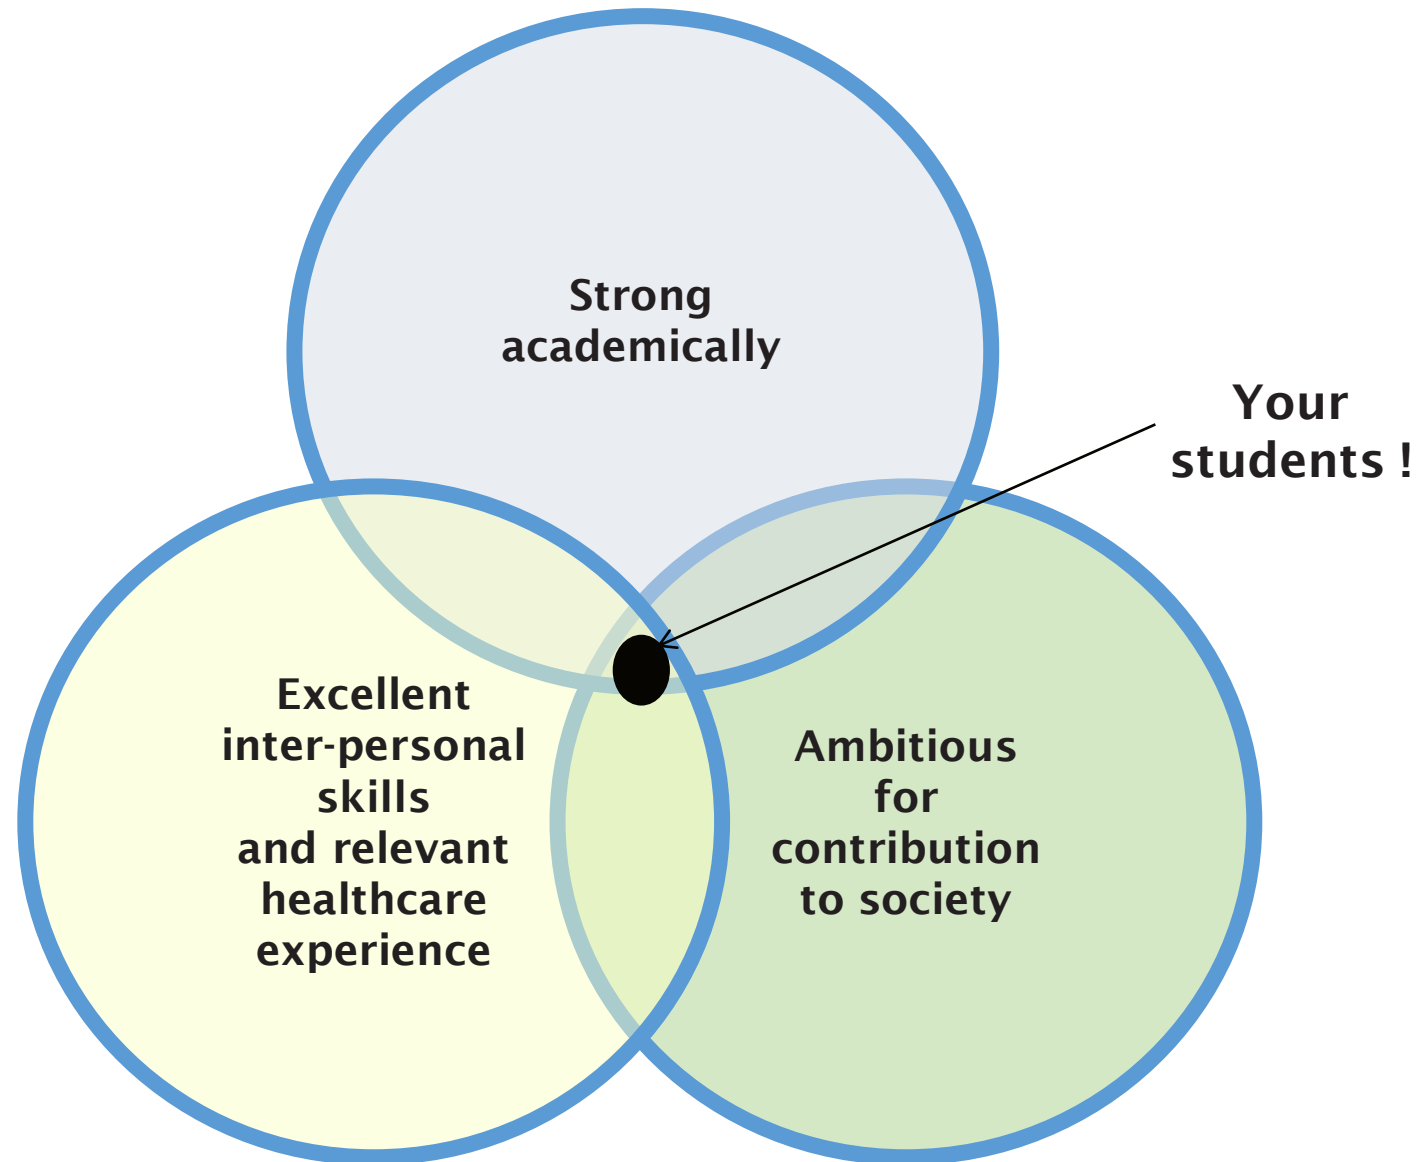 Strong
academically
Your
students !
Excellent
inter-personal
skills
and relevant
healthcare
experience
Ambitious
for
contribution
to society